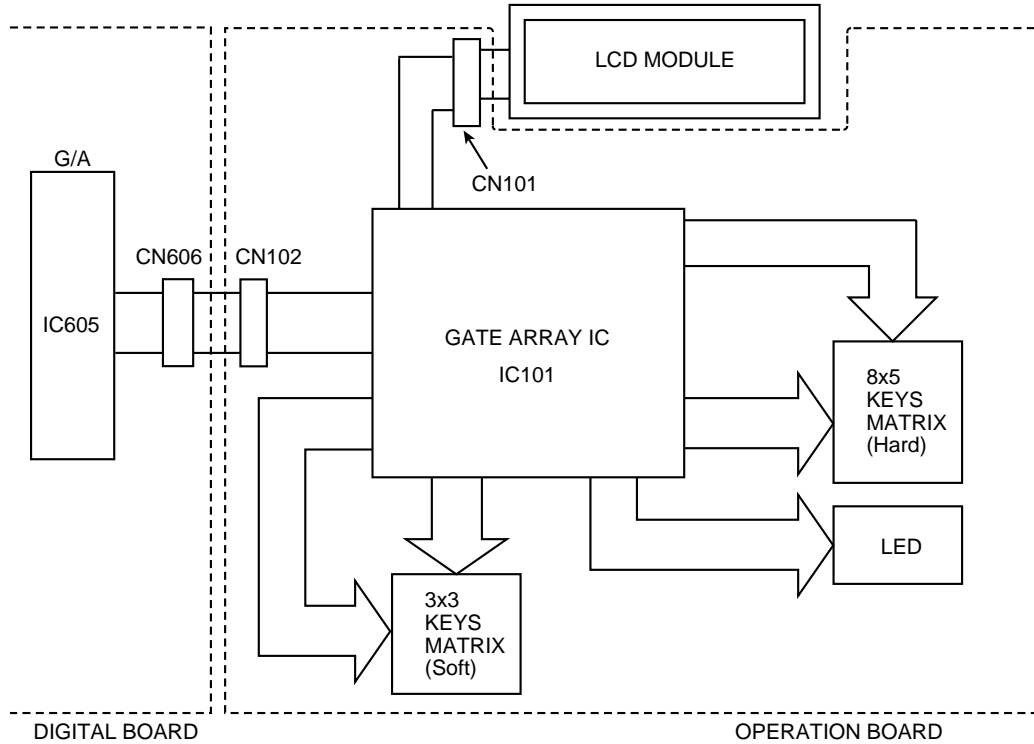 LCD MODULE
G/A
CN101
CN606
CN102
IC605
GATE ARRAY IC
IC101
8x5
KEYS
MATRIX
(Hard)
LED
3x3
KEYS
MATRIX
(Soft)
DIGITAL BOARD
OPERATION BOARD